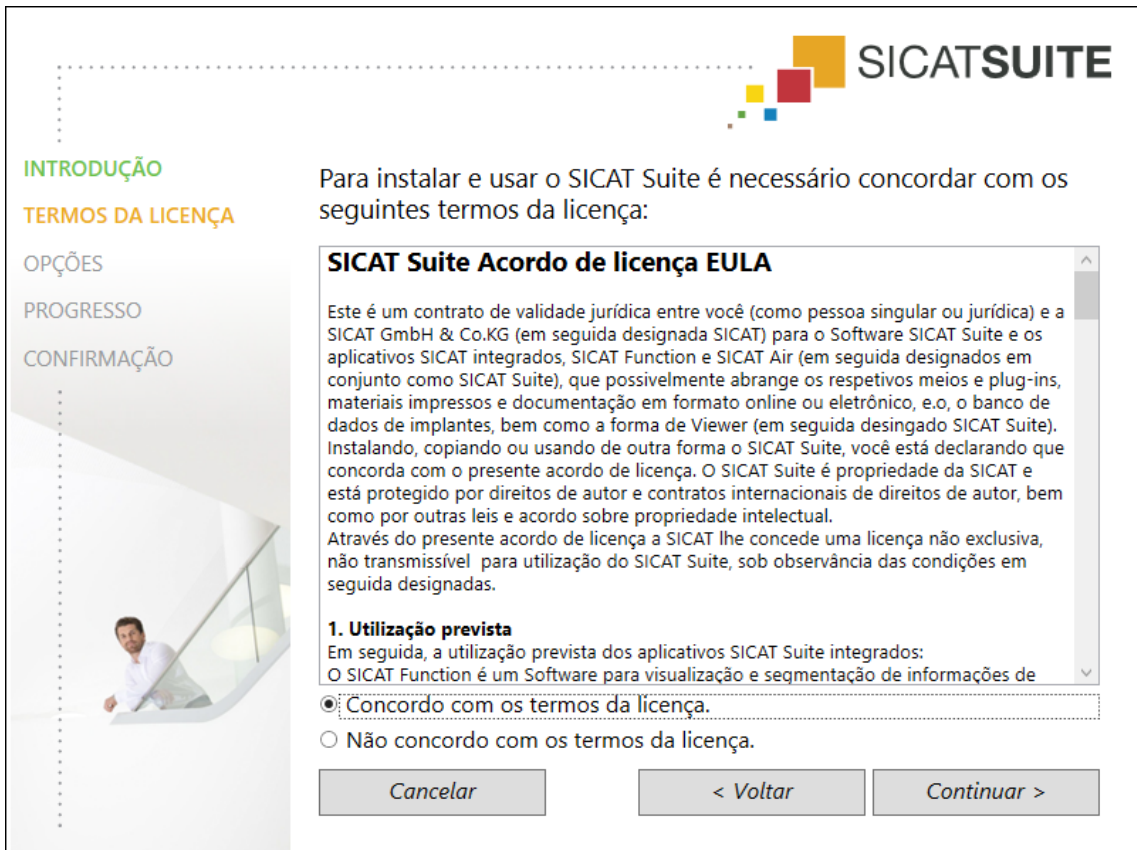 SICATSUITE
INTRODUÇÃO
TERMOS DA LICENÇA
OPÇÕES
PROGRESSO
CONFIRMAÇÃO
Para instalar e usar o SICAT Suite é necessário concordar com os
seguintes termos da licença:
SICAT Suite Acordo de licença EULA
Este é um contrato de validade jurídica entre você (como pessoa singular ou jurídica) e a
SICAT GmbH & Co.KG (em seguida designada SICAT) para o Software SICAT Suite e os
aplicativos SICAT integrados, SICAT Function e SICAT Air (em seguida designados em
conjunto como SICAT Suite), que possivelmente abrange os respetivos meios e plug-ins,
materiais impressos e documentação em formato online ou eletrônico, e.o, o banco de
dados de implantes, bem como a forma de Viewer (em seguida desingado SICAT Suite).
Instalando, copiando ou usando de outra forma o SICAT Suite, você está declarando que
concorda com o presente acordo de licença. O SICAT Suite é propriedade da SICAT e
está protegido por direitos de autor e contratos internacionais de direitos de autor, bem
como por outras leis e acordo sobre propriedade intelectual.
Através do presente acordo de licença a SICAT lhe concede uma licença não exclusiva,
não transmissível  para utilização do SICAT Suite, sob observância das condições em
seguida designadas.
1. Utilização prevista
Em seguida, a utilização prevista dos aplicativos SICAT Suite integrados:
O SICAT Function é um Software para visualização e segmentação de informações de
Concordo com os termos da licença.
Não concordo com os termos da licença.
Cancelar
< Voltar
Continuar >